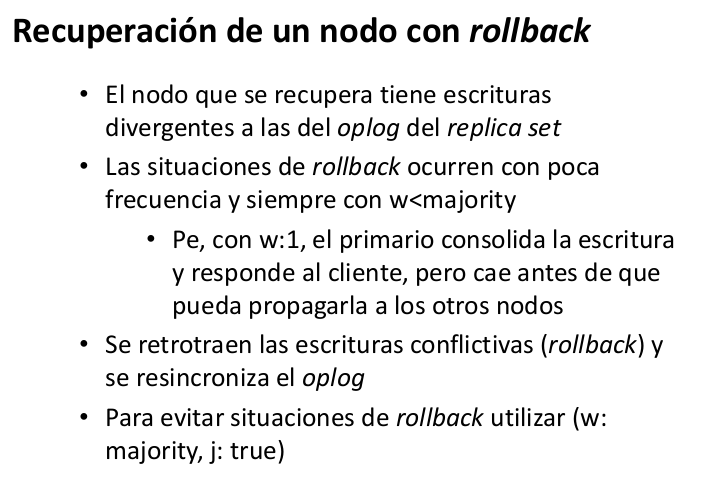 Recuperación de un nodo con rollback
• El nodo que se recupera tiene escrituras
divergentes a las del oplog del replica set
• Las situaciones de rollback ocurren con poca
frecuencia y siempre con w<majority
• Pe, con w:1, el primario consolida la escritura
y responde al cliente, pero cae antes de que
pueda propagarla a los otros nodos
• Se retrotraen las escrituras conflictivas (rollback) y
se resincroniza el oplog
• Para evitar situaciones de rollback utilizar (w:
majority, j: true)